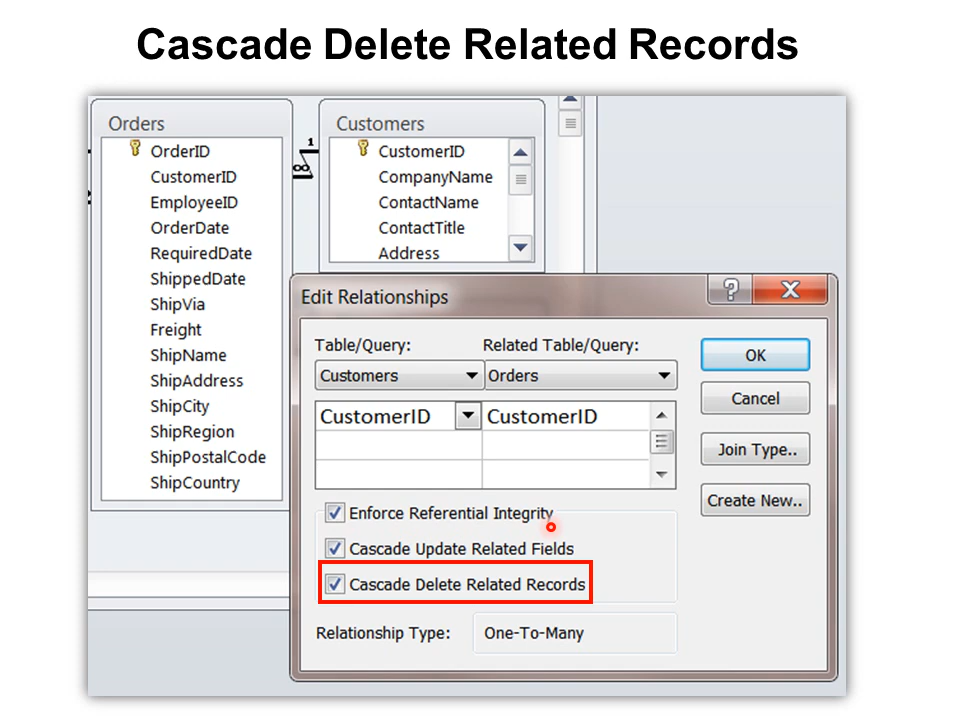 Cascade Delete Related Records
Orders
OrderID
CustomerID
EmployeeID
OrderDate
RequiredDate
ShippedDate
ShipVia
Freight
ShipName
ShipAddress
ShipCity
ShipRegion
ShipPostalCode
ShipCountry
1
∞
Customers
CustomerID
CompanyName
ContactName
ContactTitle
Address
Edit Relationships
?
X
Table/Query: Related Table/Query:
Customers Orders
CustomerID CustomerID
Enforce Referential Integrity
Cascade Update Related Fields
Cascade Delete Related Records
Relationship Type: One-To-Many
OK
Cancel
Join Type..
Create New..